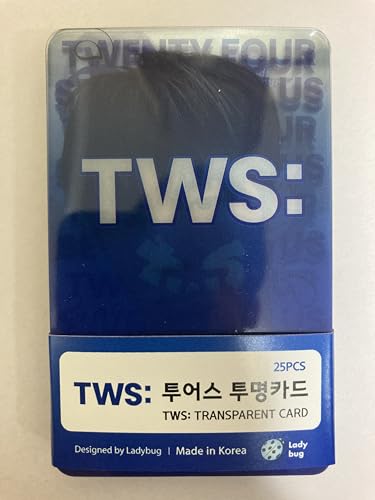 TWENTY FOUR
US
TWS:
25PCS
TWS: 투어스 투명카드
TWS: TRANSPARENT CARD
Designed by Ladybug | Made in Korea
Lady
bug